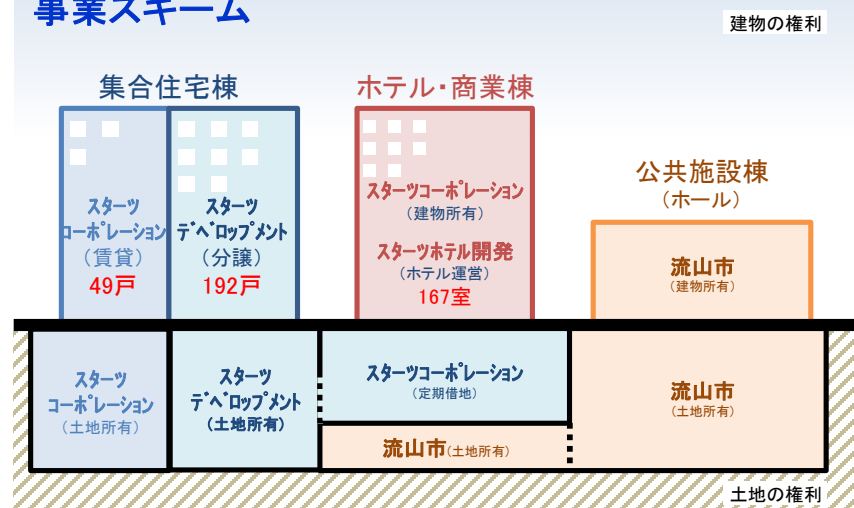 事業スキーム
建物の権利
集合住宅棟
ホテル・商業棟
公共施設棟
（ホール）
スターツ
コーポレーション
（賃貸）
49戸
スターツ
デベロップメント
（分譲）
192戸
スターツコーポレーション
（建物所有）
スターツホテル開発
（ホテル運営）
167室
流山市
（建物所有）
スターツ
コーポレーション
（土地所有）
スターツ
デベロップメント
（土地所有）
スターツコーポレーション
（定期借地）
流山市（土地所有）
流山市
（土地所有）
土地の権利